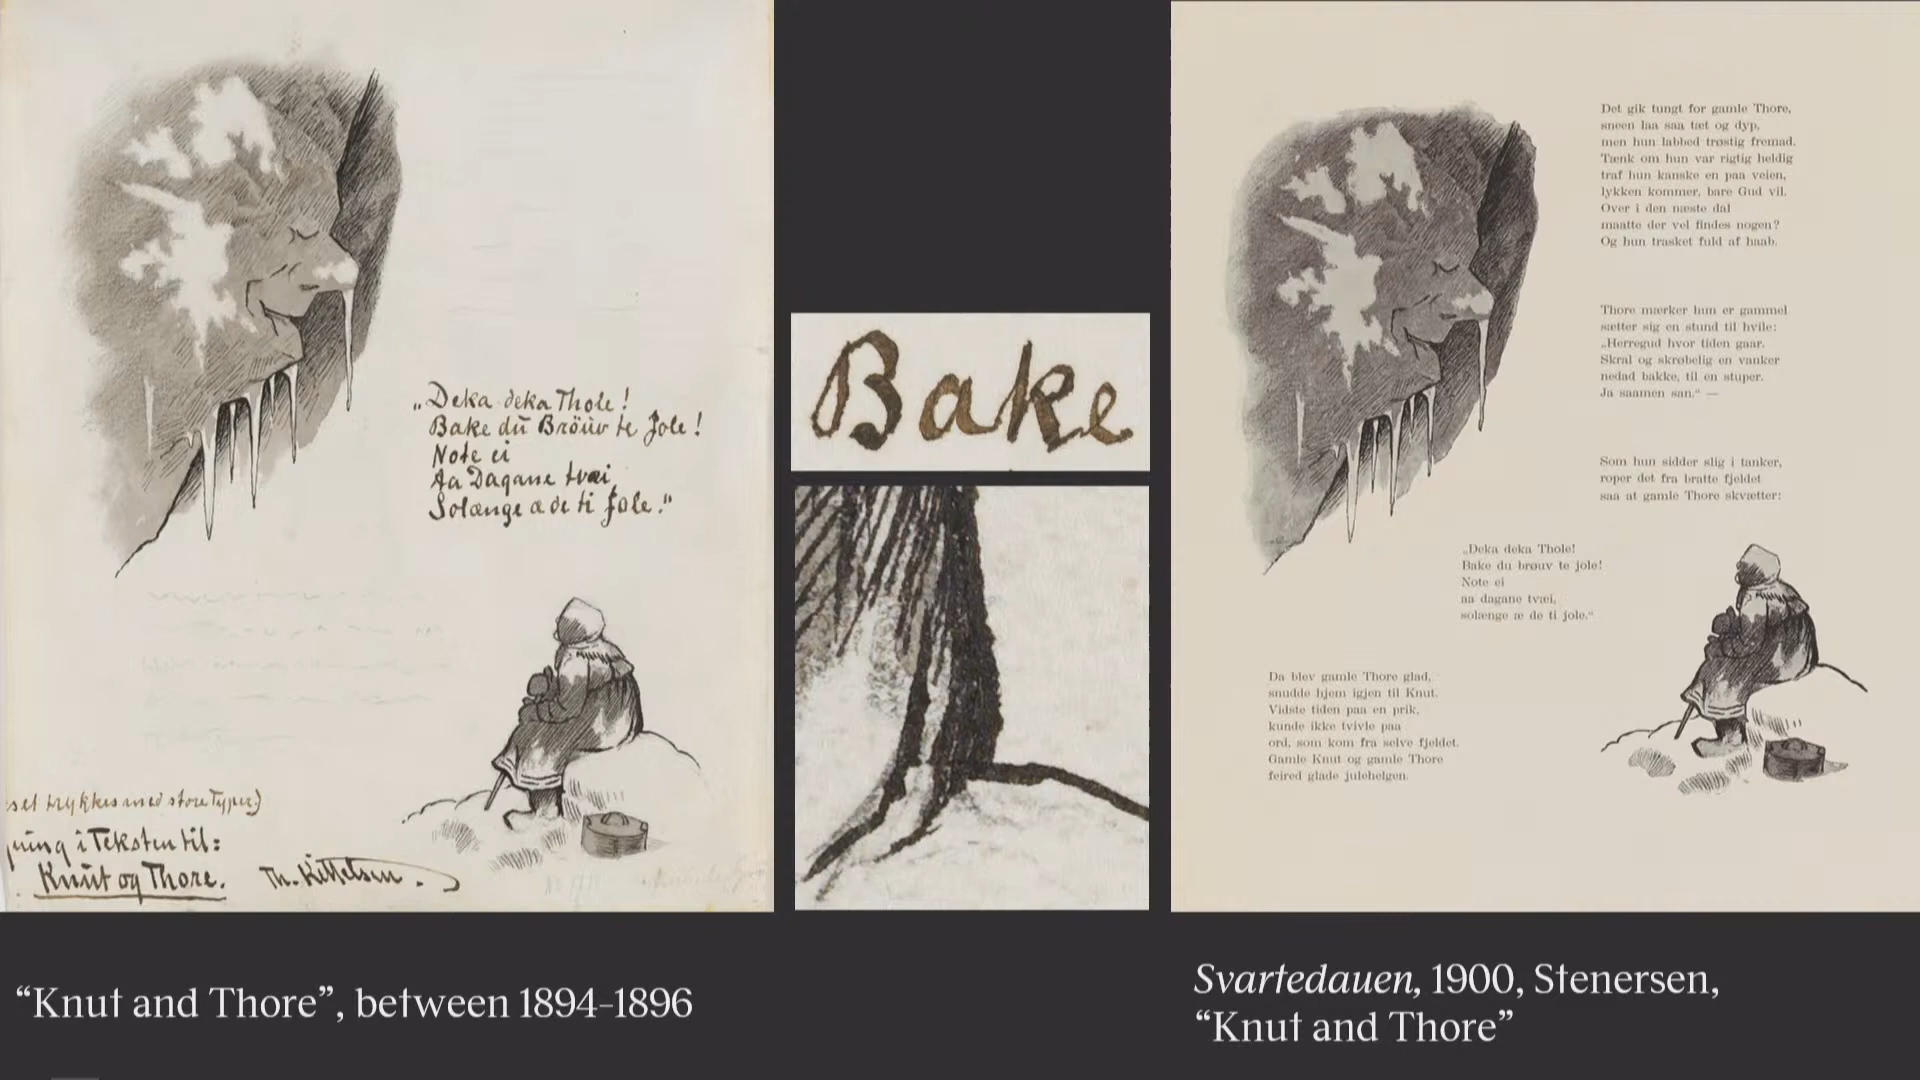 „Deka deka Thole!
Bake du Bröuv te Jole!
Note ei
Aa Dagane tvæi
Solænge æ de ti Jole."
trykkes med store Typer)
i Teksten til:
Knut og Thore.
Th. Kittelsen.
Bake
Det gik tungt for gamle Thore,
sneen laa saa tæt og dyp,
men hun labbed trøstig fremad.
Tænk om hun var rigtig heldig
traf hun kanske en paa veien,
lykken kommer, bare Gud vil.
Over i den næste dal
maatte der vel findes nogen?
Og hun trasket fuld af haab.
Thore mærker hun er gammel
sætter sig en stund til hvile:
„Herregud hvor tiden gaar.
Skral og skrøbelig en vanker
nedad bakke, til en stuper.
Ja saamen san." —
Som hun sidder slig i tanker,
roper det fra bratte fjeldet
saa at gamle Thore skvætter:
„Deka deka Thole!
Bake du brøuv te jole!
Note ei
aa dagane tvæi,
solænge æ de ti jole."
Da blev gamle Thore glad,
snudde hjem igjen til Knut.
Vidste tiden paa en prik,
kunde ikke tvivle paa
ord, som kom fra selve fjeldet.
Gamle Knut og gamle Thore
feired glade julehelgen.
“Knut and Thore”, between 1894–1896
Svartedauen, 1900, Stenersen,
“Knut and Thore”